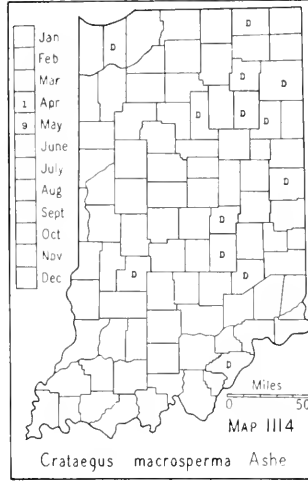 Jan
Feb
Mar
1 Apr
9 May
June
July
Aug
Sept
Oct
Nov
Dec
D
D
D
D
D
D
D
D
D
D
D
D
D
Miles
0 50
MAP 1114
Crataegus macrosperma Ashe